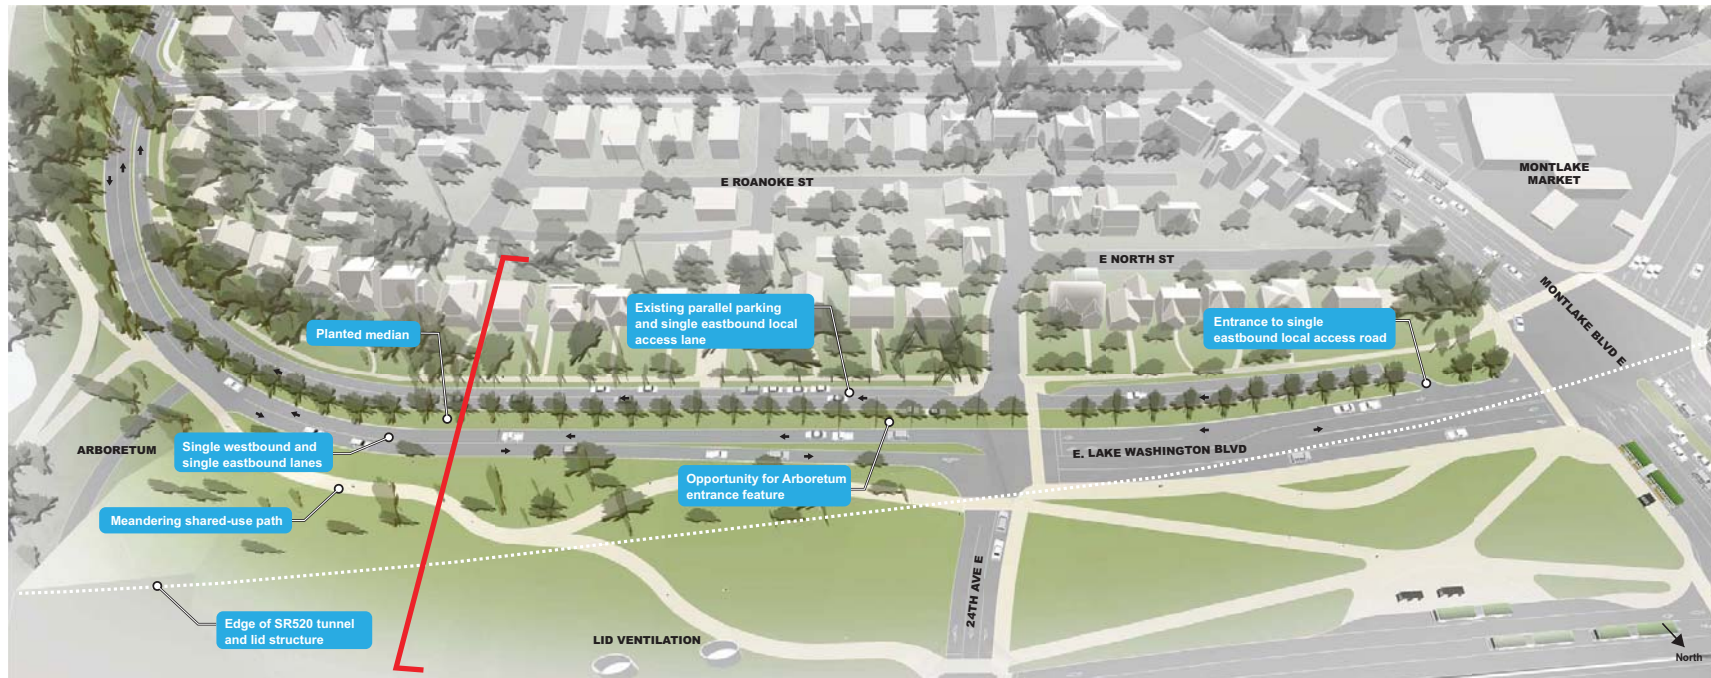 E ROANOKE ST
MONTLAKE
MARKET
E NORTH ST
MONTLAKE BLVD E
Existing parallel parking
and single eastbound local
access lane
Entrance to single
eastbound local access road
Planted median
ARBORETUM
Single westbound and
single eastbound lanes
E. LAKE WASHINGTON BLVD
Opportunity for Arboretum
entrance feature
Meandering shared-use path
24TH AVE E
Edge of SR520 tunnel
and lid structure
LID VENTILATION
North